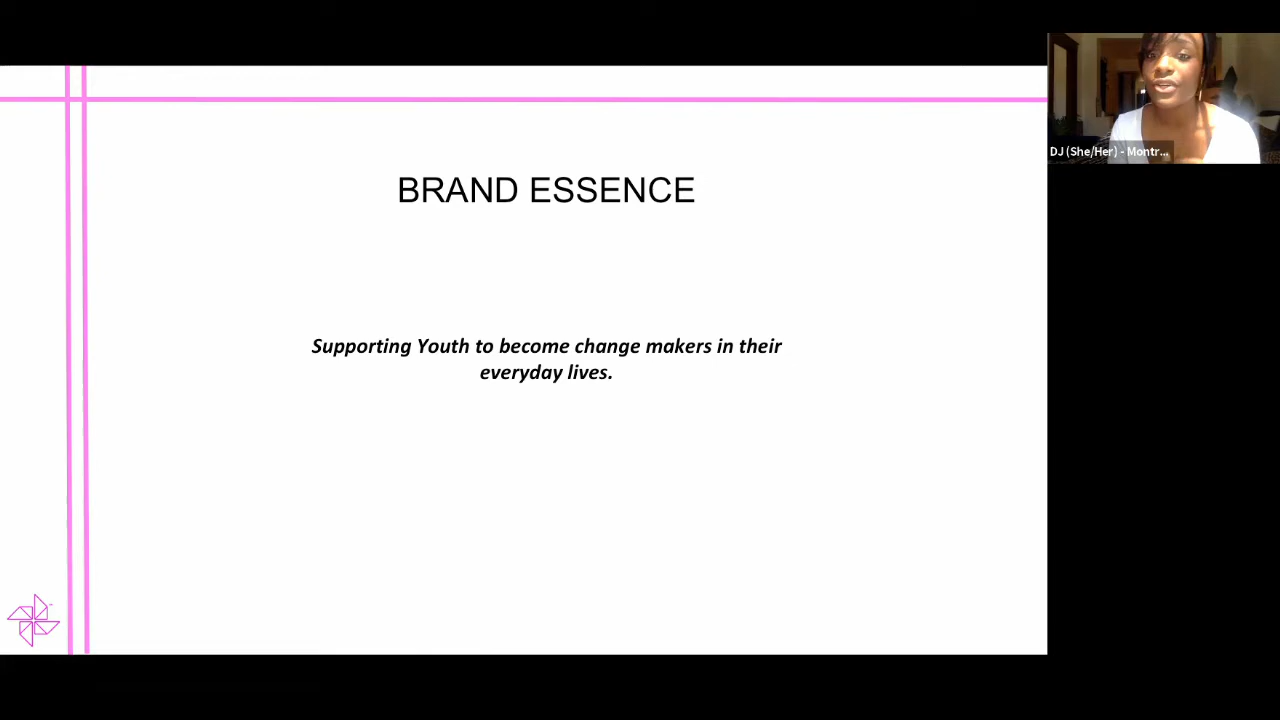 BRAND ESSENCE
Supporting Youth to become change makers in their
everyday lives.
DJ (She/Her) - Montr...